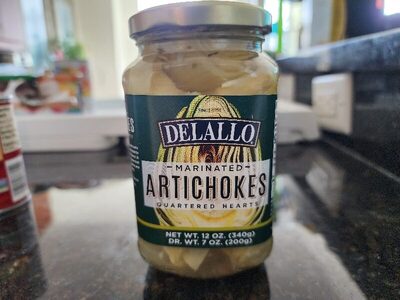 DELALLO
MARINATED
ARTICHOKES
QUARTERED HEARTS
NET WT. 12 OZ. (340g)
DR. WT. 7 OZ. (200g)